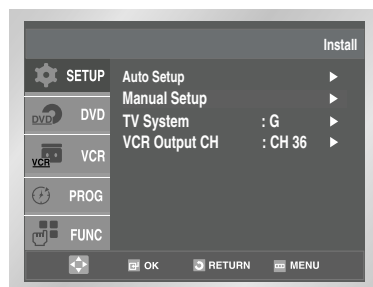 Install
SETUP
DVD
DVD
VCR
VCR
PROG
FUNC
Auto Setup
Manual Setup
TV System : G
VCR Output CH : CH 36
OK RETURN MENU